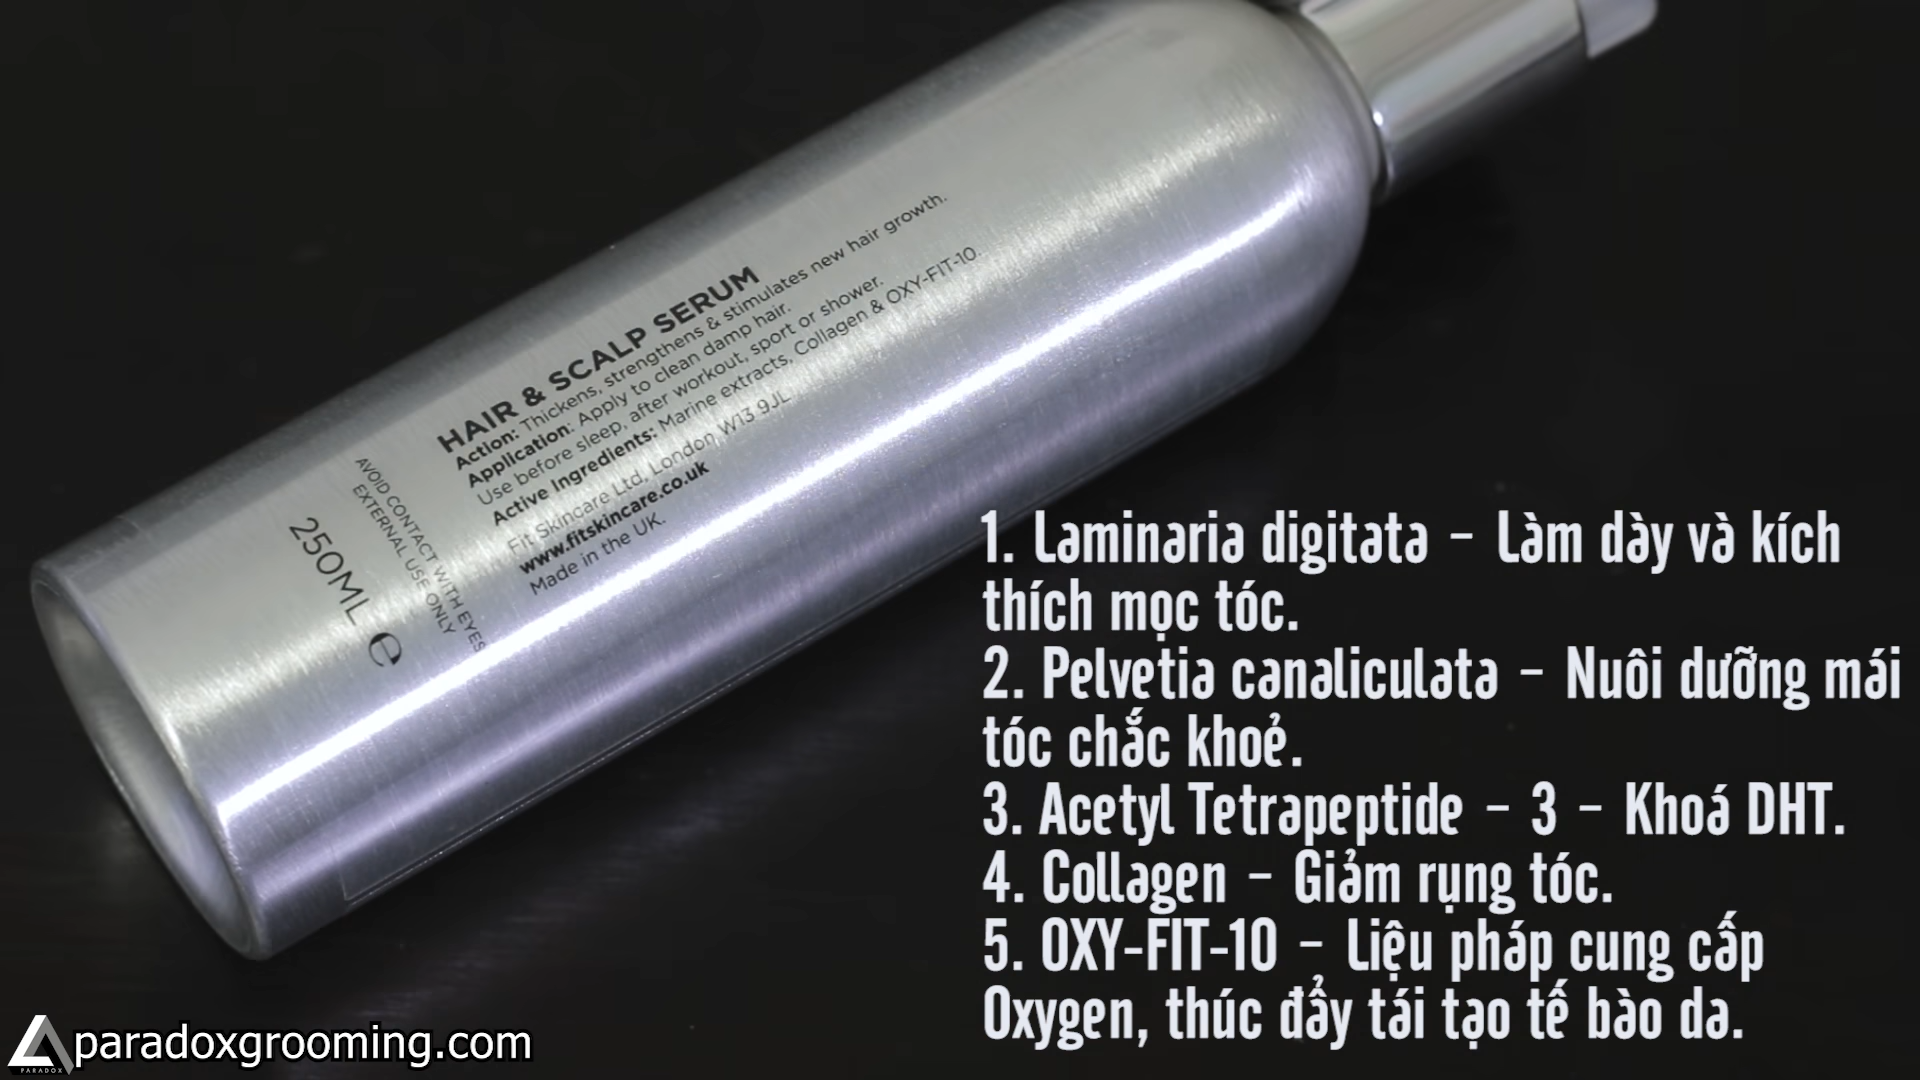 HAIR & SCALP SERUM
Action: Thickens, strengthens & stimulates new hair growth.
Application: Apply to clean damp hair.
Use before sleep, after workout, sport or shower.
Active Ingredients: Marine extracts, Collagen & OXY-FIT-10.
Fit Skincare Ltd, London W13 9JL
www.fitskincare.co.uk
Made in the UK.
AVOID CONTACT WITH EYES
EXTERNAL USE ONLY
250ML e
1. Laminaria digitata - Làm dày và kích
thích mọc tóc.
2. Pelvetia canaliculata - Nuôi dưỡng mái
tóc chắc khoẻ.
3. Acetyl Tetrapeptide - 3 - Khoá DHT.
4. Collagen - Giảm rụng tóc.
5. OXY-FIT-10 - Liệu pháp cung cấp
Oxygen, thúc đẩy tái tạo tế bào da.
paradoxgrooming.com
PARADOX